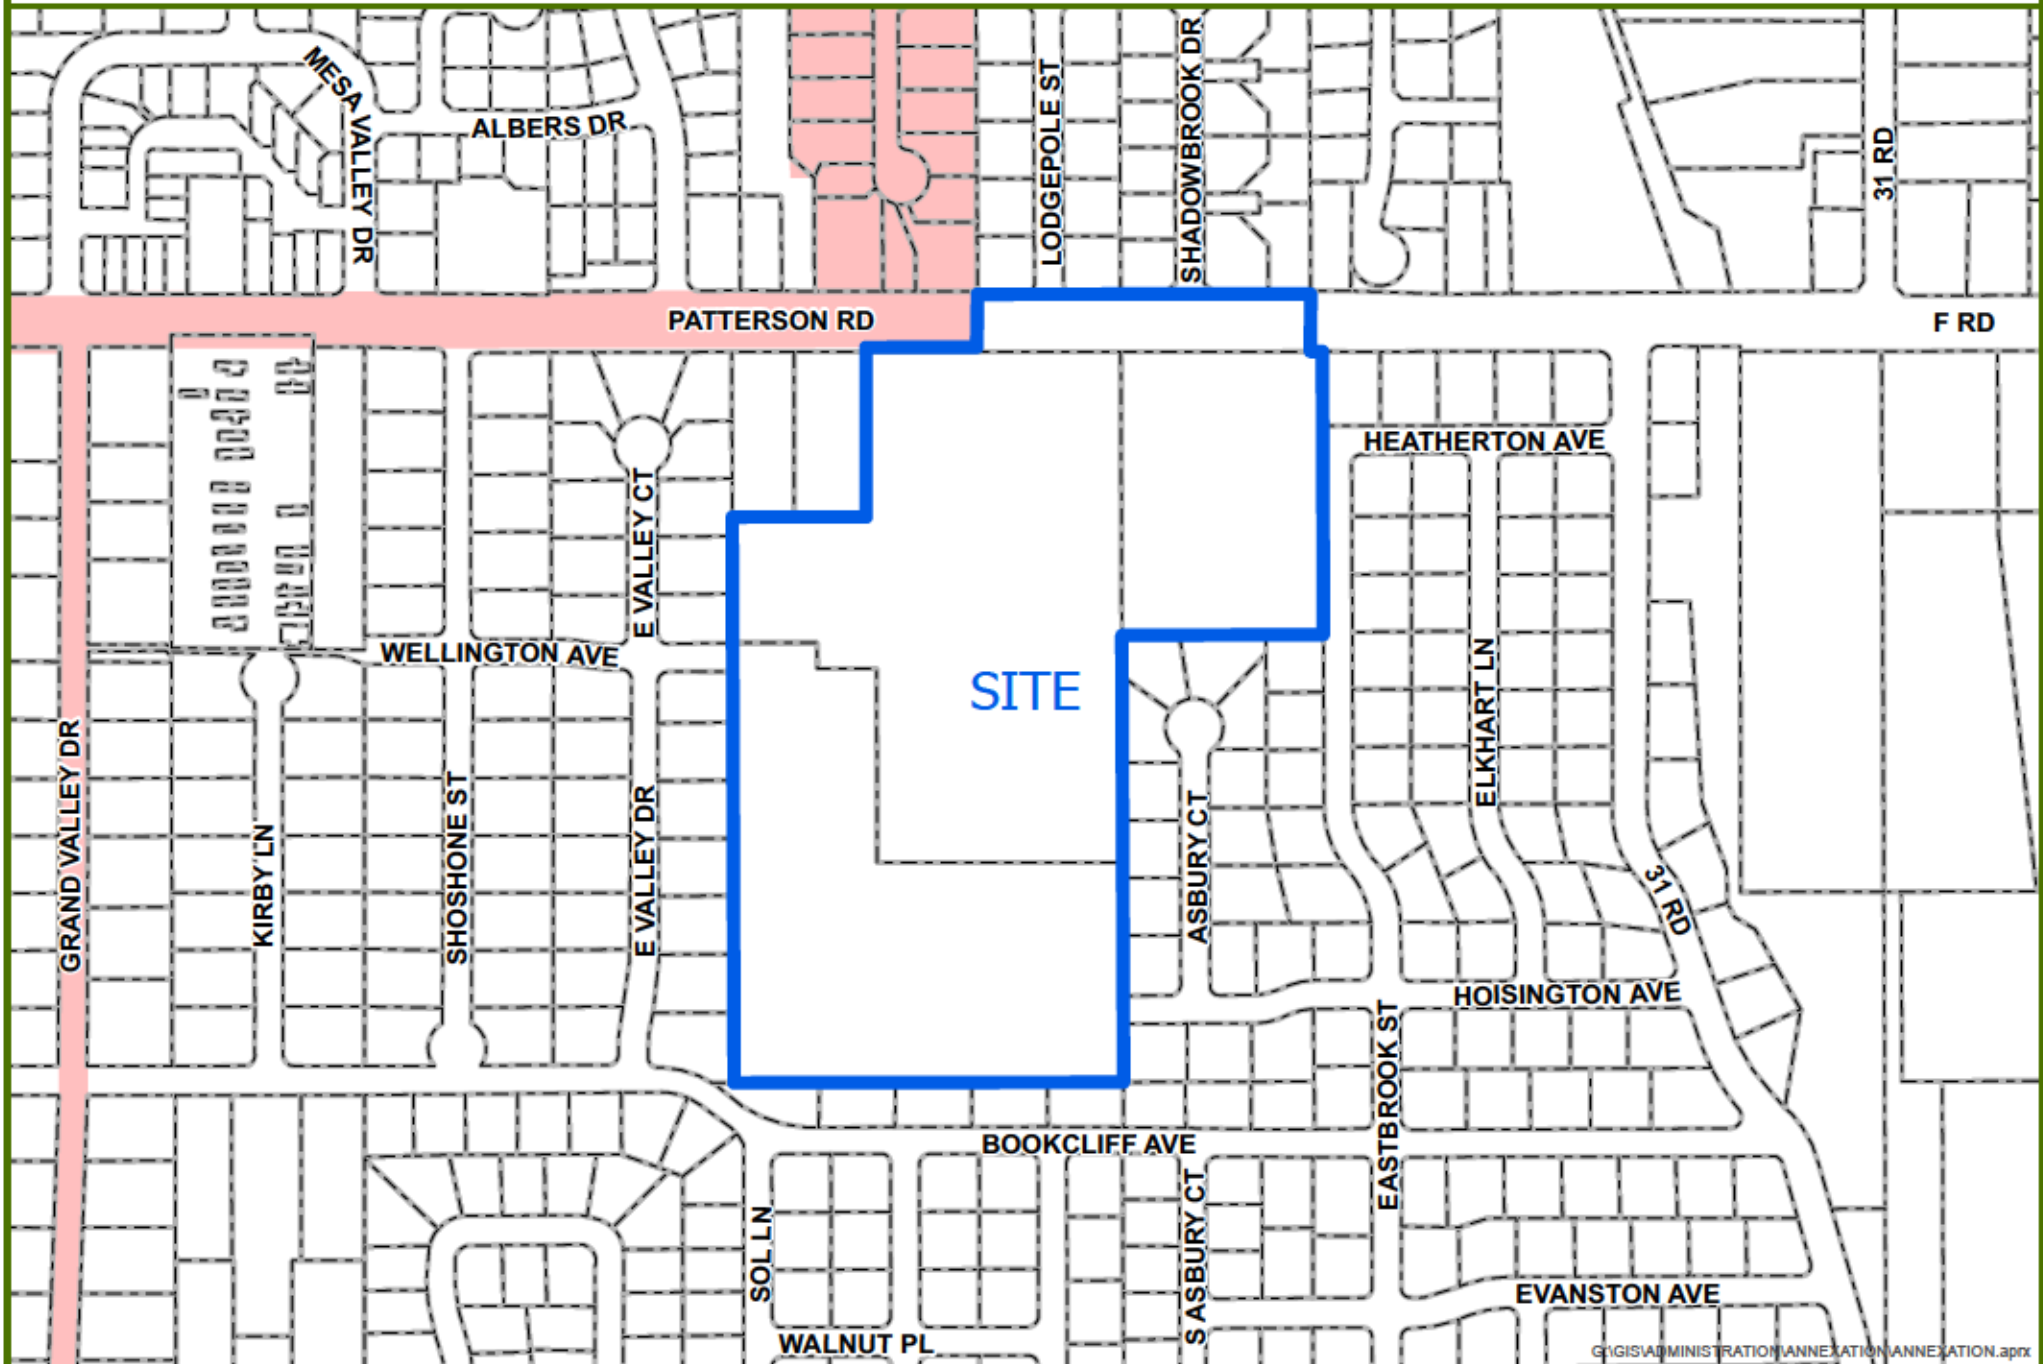 MESA VALLEY DR
ALBERS DR
LODGEPOLE ST
SHADOWBROOK DR
31 RD
PATTERSON RD
F RD
HEATHERTON AVE
E VALLEY CT
WELLINGTON AVE
SITE
ELKHART LN
GRAND VALLEY DR
KIRBY LN
SHOSHONE ST
E VALLEY DR
ASBURY CT
31 RD
HOISINGTON AVE
EASTBROOK ST
BOOKCLIFF AVE
SOL LN
S ASBURY CT
EVANSTON AVE
WALNUT PL
G:\GIS\ADMINISTRATION\ANNEXATION\ANNEXATION.aprx